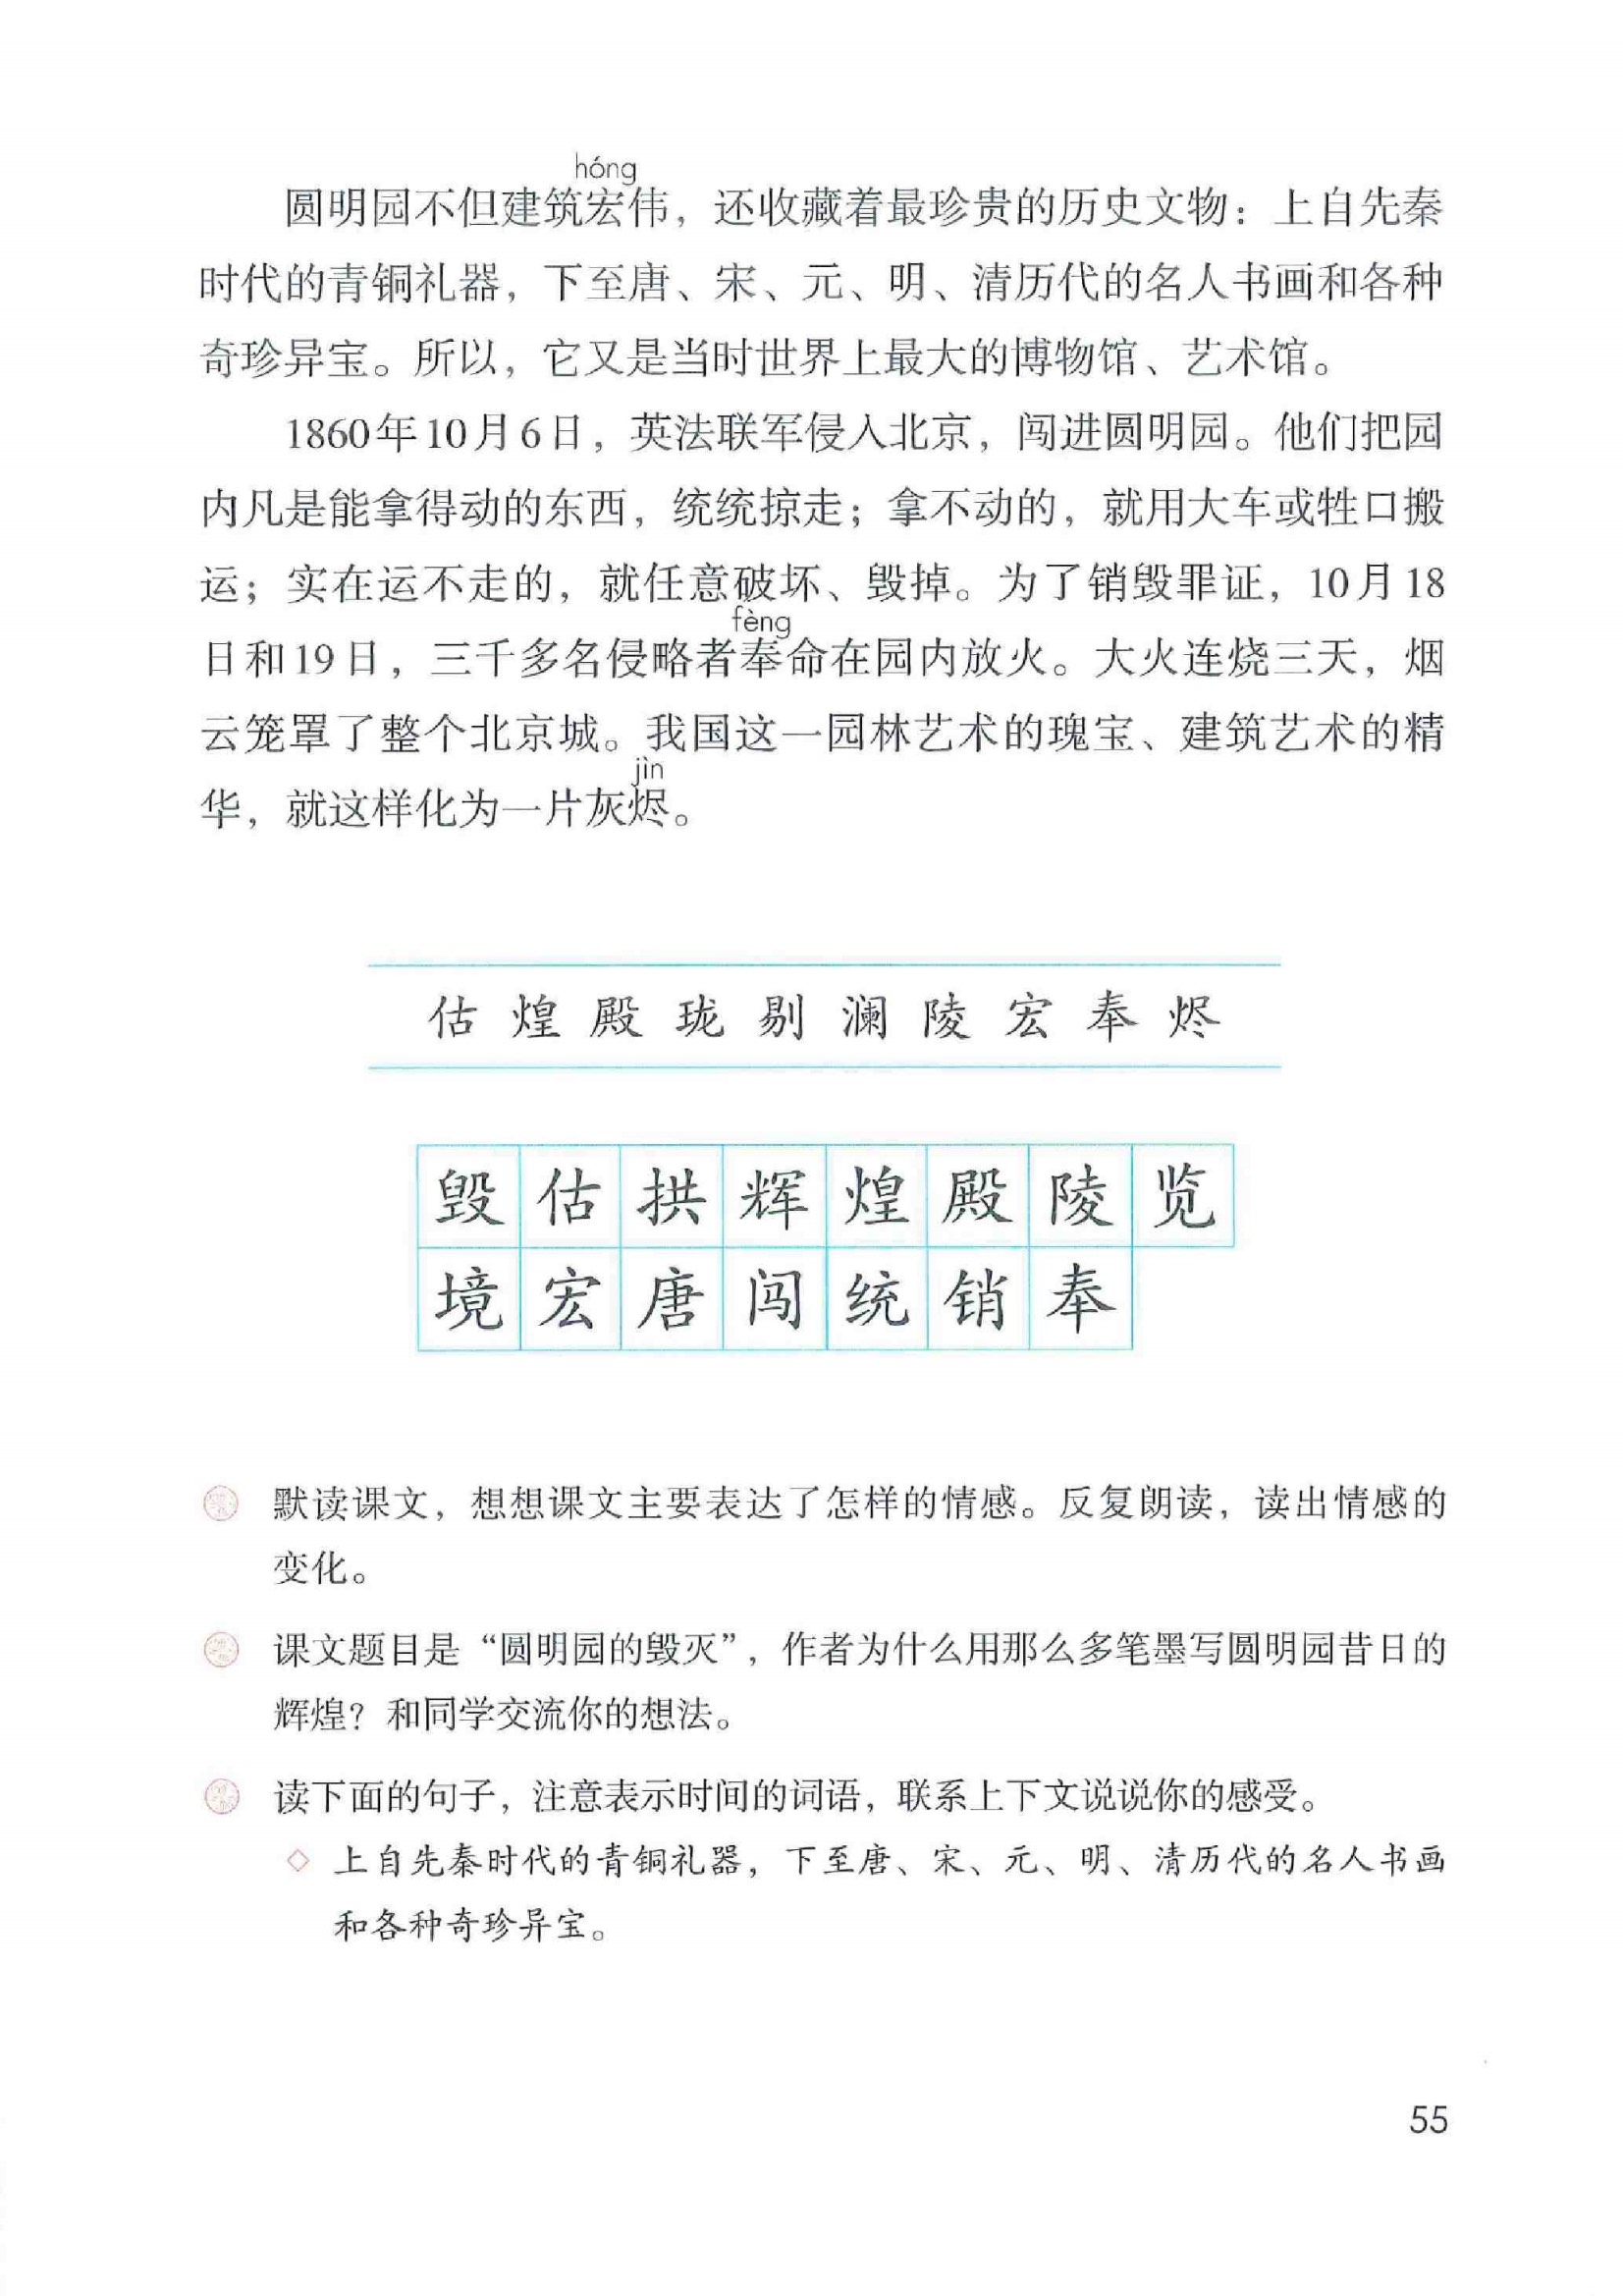 hóng
圆明园不但建筑宏伟，还收藏着最珍贵的历史文物：上自先秦
时代的青铜礼器，下至唐、宋、元、明、清历代的名人书画和各种
奇珍异宝。所以，它又是当时世界上最大的博物馆、艺术馆。
1860年10月6日，英法联军侵入北京，闯进圆明园。他们把园
内凡是能拿得动的东西，统统掠走；拿不动的，就用大车或牲口搬
运；实在运不走的，就任意破坏、毁掉。为了销毁罪证，10月18
fèng
日和19日，三千多名侵略者奉命在园内放火。大火连烧三天，烟
云笼罩了整个北京城。我国这一园林艺术的瑰宝、建筑艺术的精
jìn
华，就这样化为一片灰烬。
估 煌 殿 珑 剔 澜 陵 宏 奉 烬
毁 估 拱 辉 煌 殿 陵 览
境 宏 唐 闯 统 销 奉
默读课文，想想课文主要表达了怎样的情感。反复朗读，读出情感的
变化。
课文题目是“圆明园的毁灭”，作者为什么用那么多笔墨写圆明园昔日的
辉煌？和同学交流你的想法。
读下面的句子，注意表示时间的词语，联系上下文说说你的感受。
◇ 上自先秦时代的青铜礼器，下至唐、宋、元、明、清历代的名人书画
和各种奇珍异宝。
55